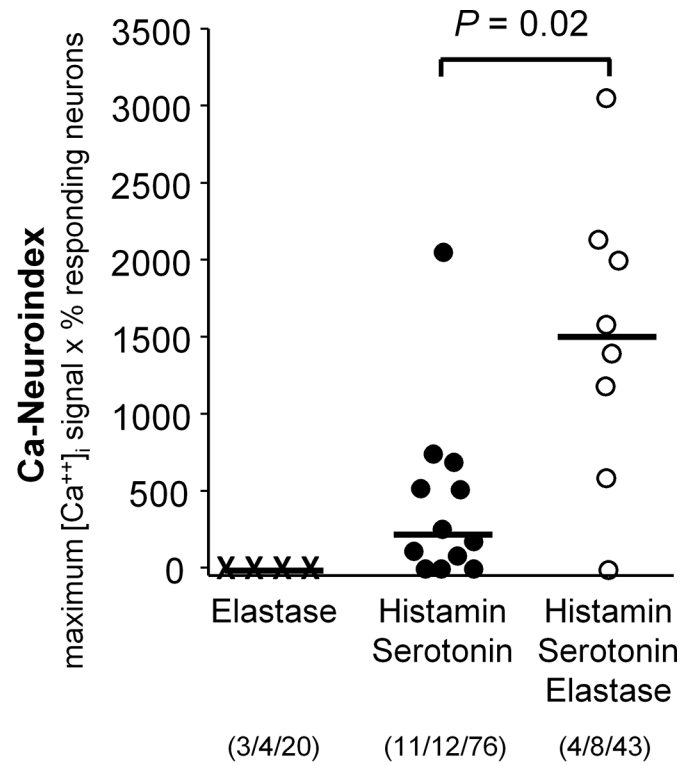 P = 0.02
3500
3000
2500
2000
1500
1000
500
0
Ca-Neuroindex
maximum [Ca++]i signal x % responding neurons
X X X X
Elastase
Histamin
Serotonin
Histamin
Serotonin
Elastase
(3/4/20)
(11/12/76)
(4/8/43)